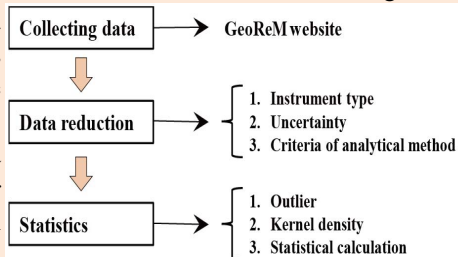 Collecting data
GeoReM website
Data reduction
1. Instrument type
2. Uncertainty
3. Criteria of analytical method
Statistics
1. Outlier
2. Kernel density
3. Statistical calculation